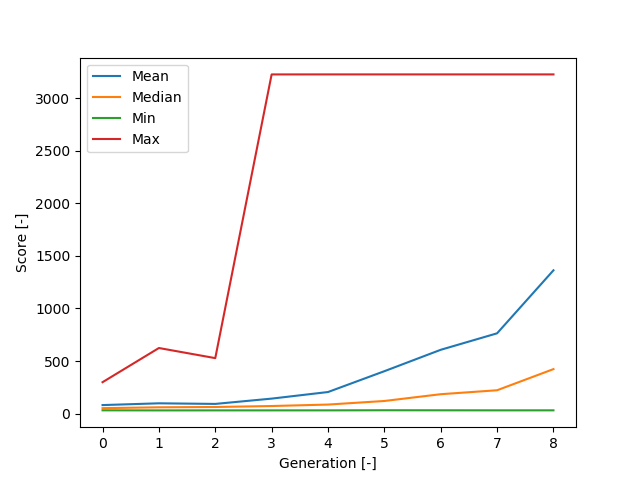 Mean
Median
Min
Max
3000
2500
2000
1500
1000
500
0
Score [-]
0 1 2 3 4 5 6 7 8
Generation [-]